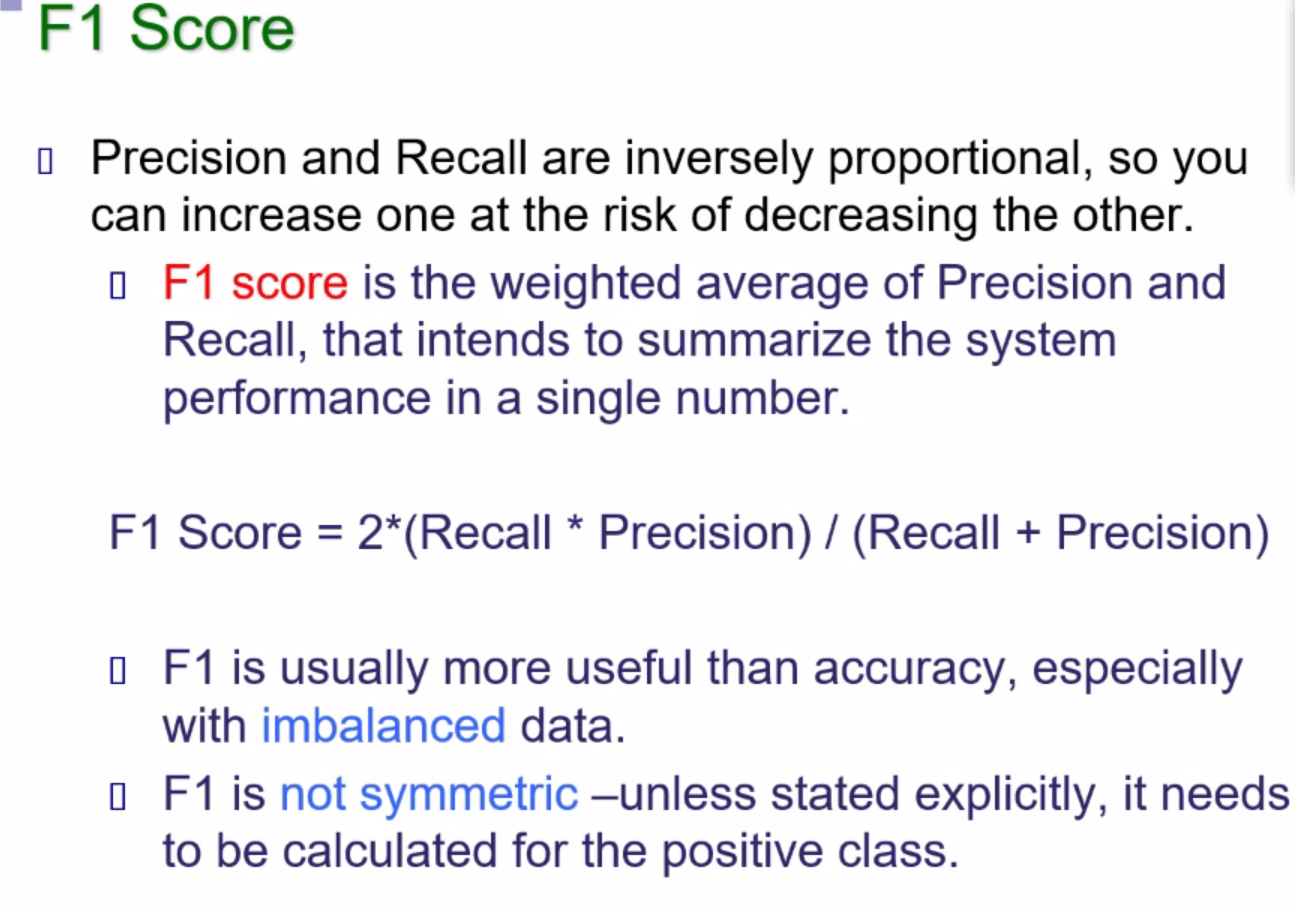 F1 Score
Precision and Recall are inversely proportional, so you
can increase one at the risk of decreasing the other.
F1 score is the weighted average of Precision and
Recall, that intends to summarize the system
performance in a single number.
F1 Score = 2*(Recall * Precision) / (Recall + Precision)
F1 is usually more useful than accuracy, especially
with imbalanced data.
F1 is not symmetric –unless stated explicitly, it needs
to be calculated for the positive class.